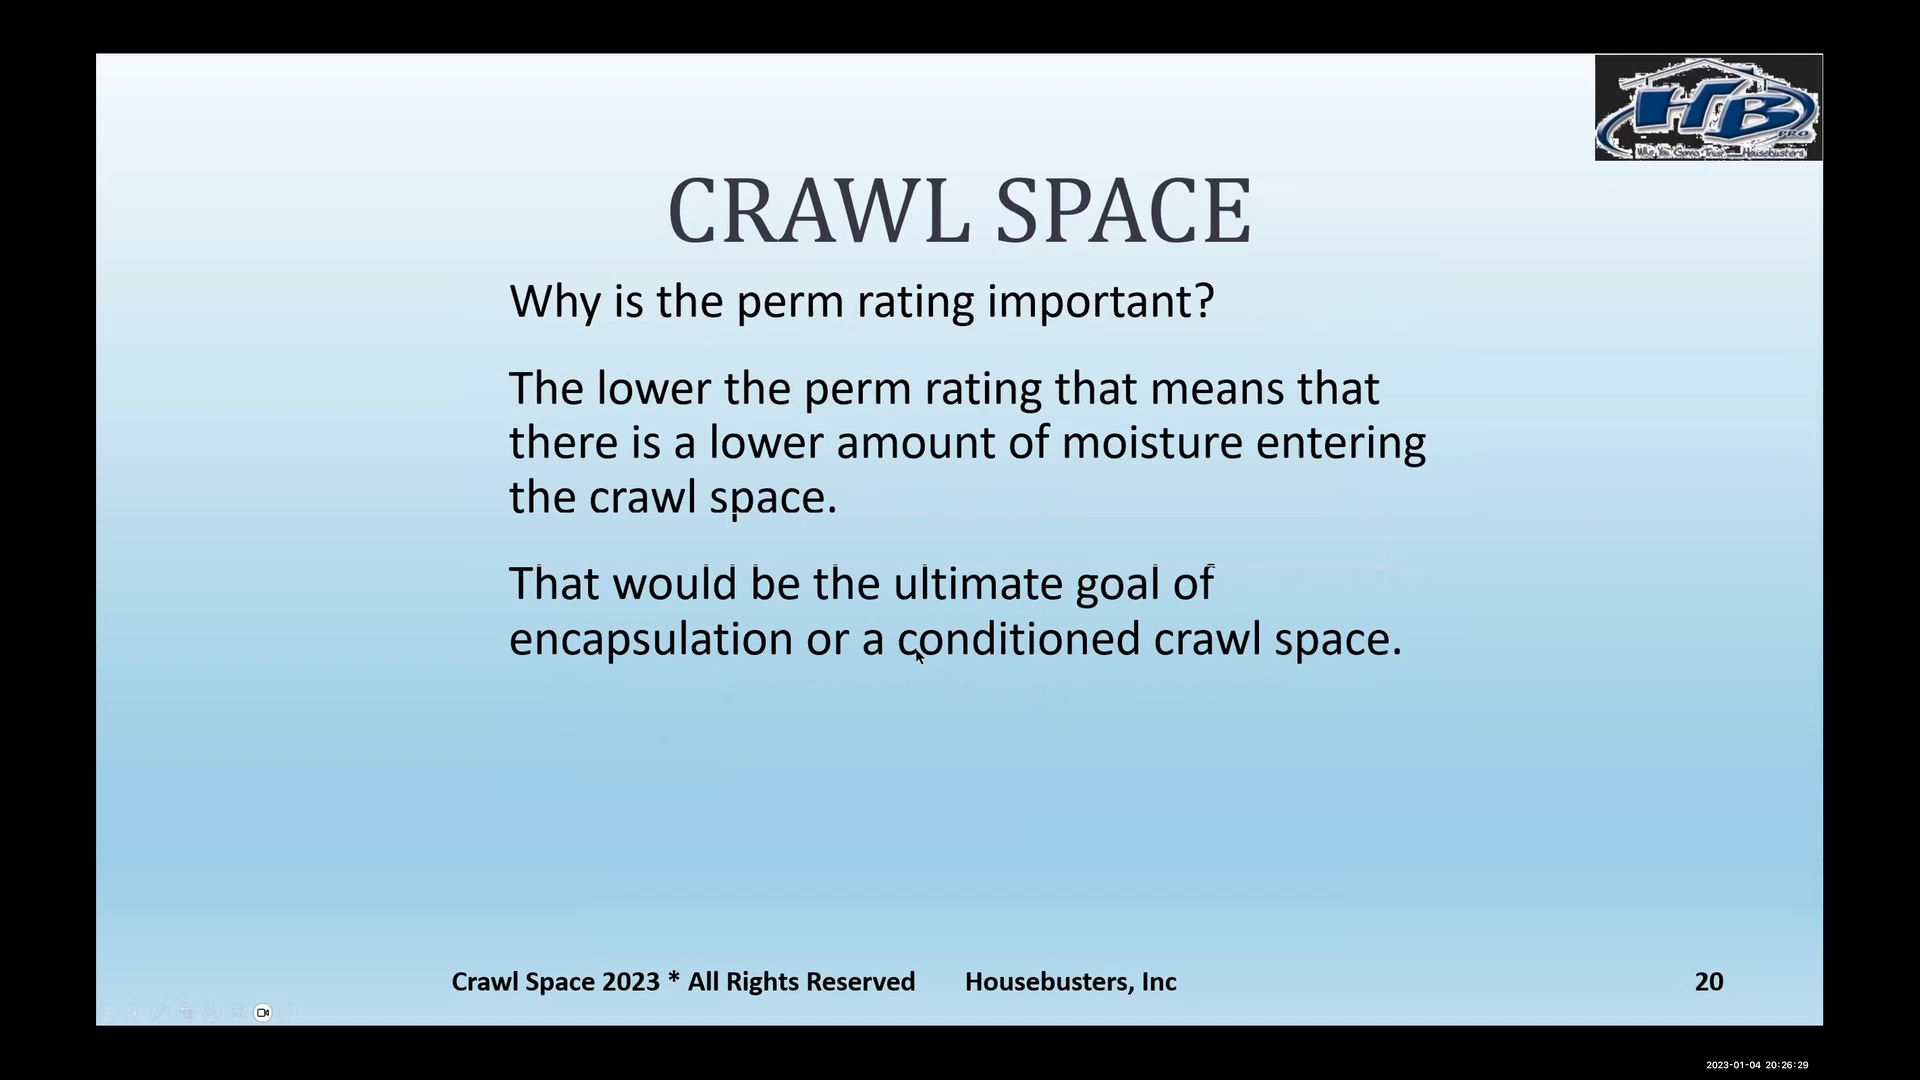 HB
PRO
CRAWL SPACE
Why is the perm rating important?
The lower the perm rating that means that
there is a lower amount of moisture entering
the crawl space.
That would be the ultimate goal of
encapsulation or a conditioned crawl space.
Crawl Space 2023 * All Rights Reserved Housebusters, Inc 20
2023-01-04 20:26:29